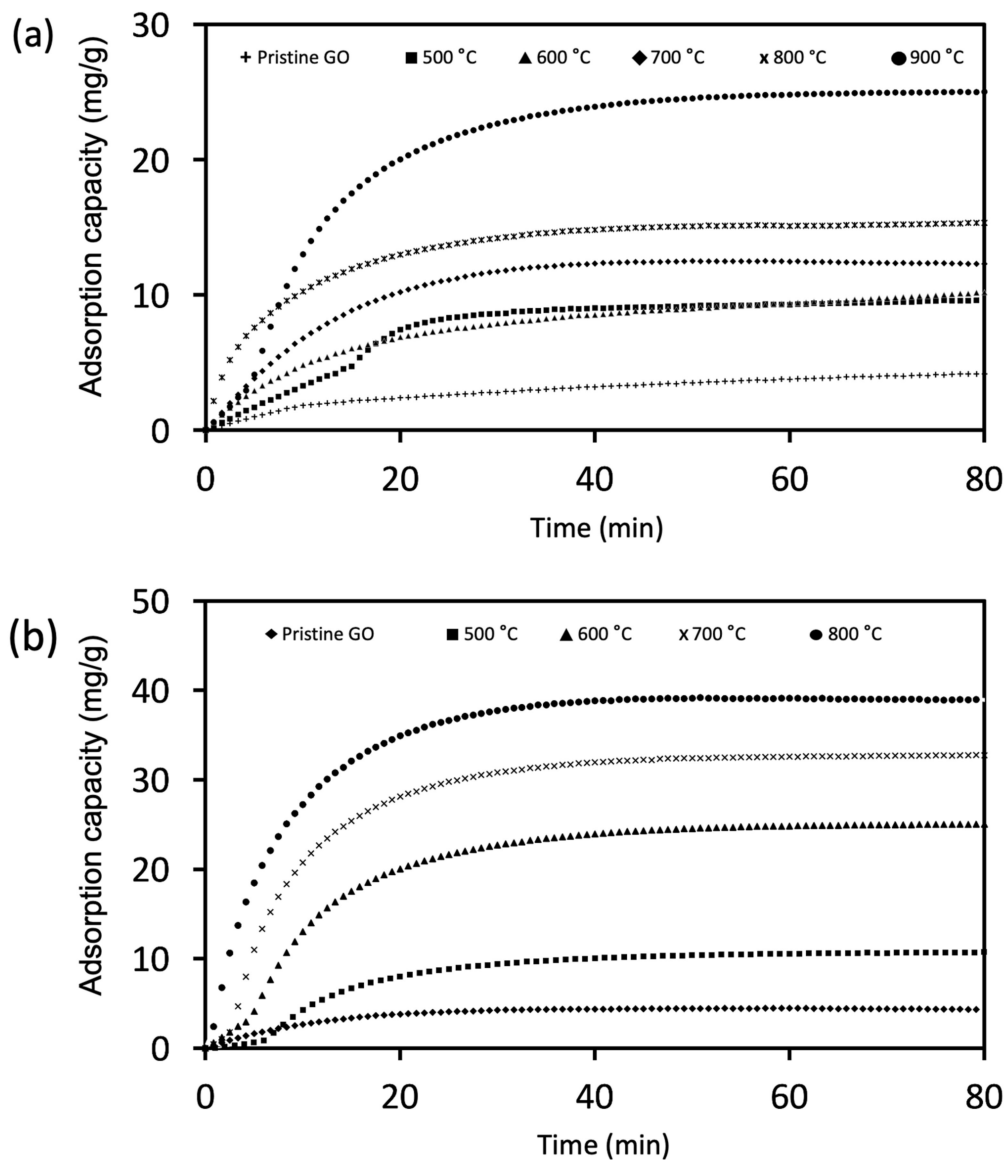 (a)
Adsorption capacity (mg/g)
30
20
10
0
+ Pristine GO ■ 500 °C ▲ 600 °C ◆ 700 °C x 800 °C ● 900 °C
0 20 40 60 80
Time (min)
(b)
Adsorption capacity (mg/g)
50
40
30
20
10
0
◆ Pristine GO ■ 500 °C ▲ 600 °C × 700 °C ● 800 °C
0 20 40 60 80
Time (min)